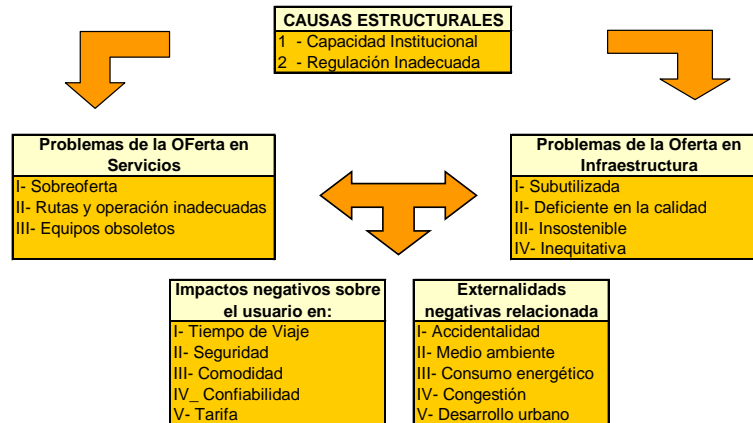 CAUSAS ESTRUCTURALES
1 - Capacidad Institucional
2 - Regulación Inadecuada
Problemas de la OFerta en
Servicios
I- Sobreoferta
II- Rutas y operación inadecuadas
III- Equipos obsoletos
Problemas de la Oferta en
Infraestructura
I- Subutilizada
II- Deficiente en la calidad
III- Insostenible
IV- Inequitativa
Impactos negativos sobre
el usuario en:
I- Tiempo de Viaje
II- Seguridad
III- Comodidad
IV_ Confiabilidad
V- Tarifa
Externalidads
negativas relacionada
I- Accidentalidad
II- Medio ambiente
III- Consumo energético
IV- Congestión
V- Desarrollo urbano